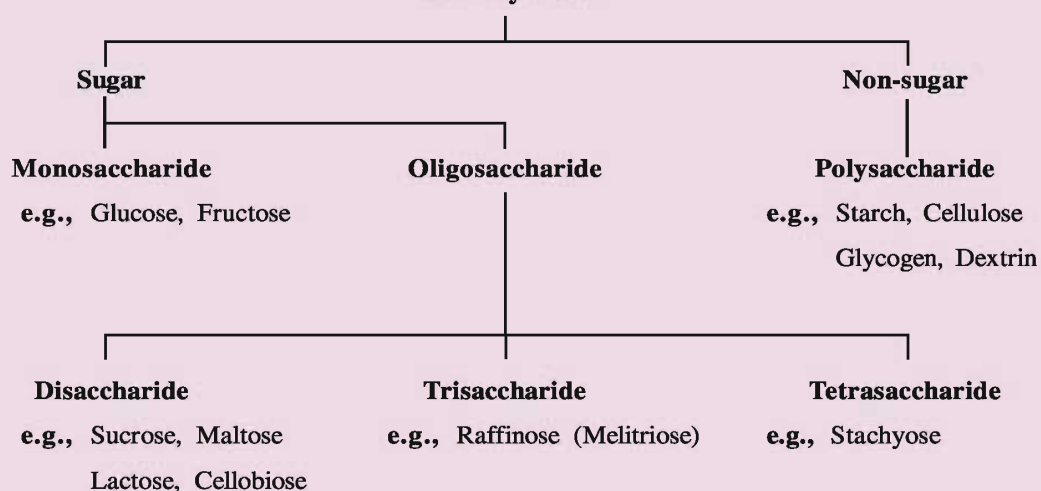 Sugar Non-sugar
Monosaccharide Oligosaccharide Polysaccharide
e.g., Glucose, Fructose e.g., Starch, Cellulose
Glycogen, Dextrin
Disaccharide Trisaccharide Tetrasaccharide
e.g., Sucrose, Maltose e.g., Raffinose (Melitriose) e.g., Stachyose
Lactose, Cellobiose